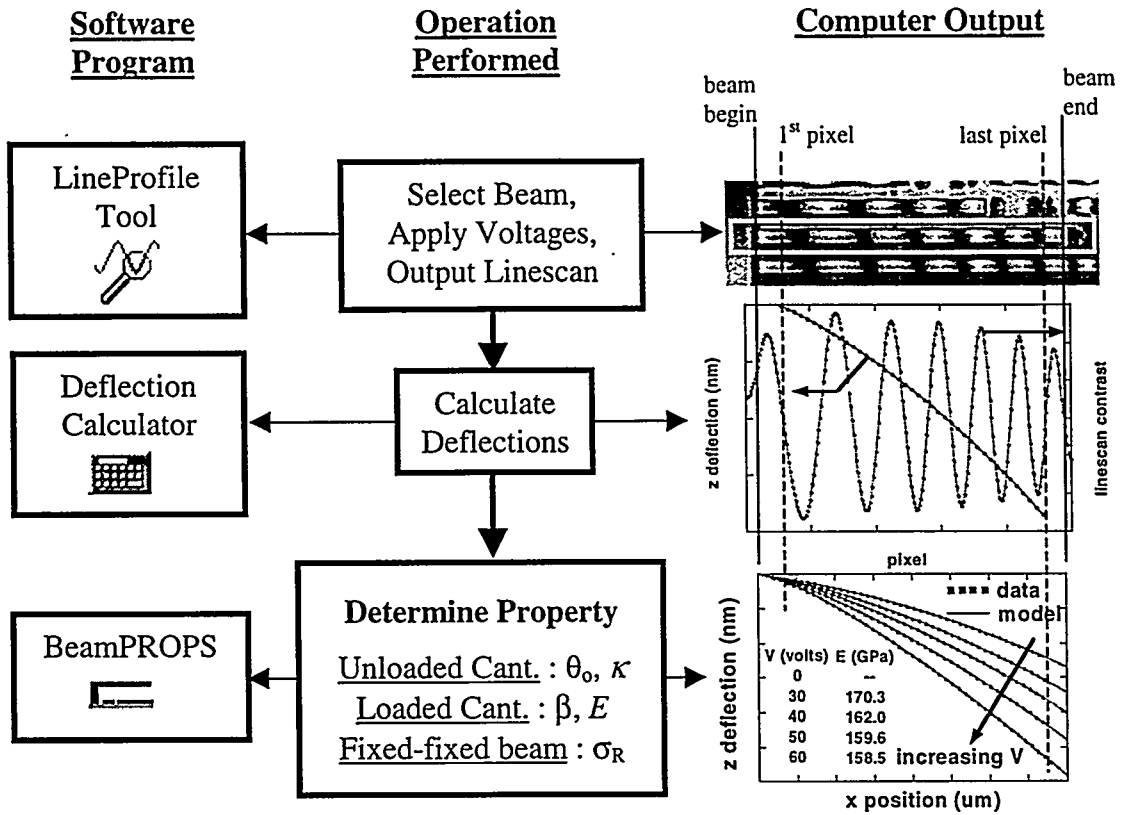 Software
Program
Operation
Performed
Computer Output
beam
begin
beam
end
1st pixel
last pixel
LineProfile
Tool
Select Beam,
Apply Voltages,
Output Linescan
Deflection
Calculator
Calculate
Deflections
z doflection (nm)
linescan contrast
pixel
BeamPROPS
Determine Property
Unloaded Cant. : θo, κ
Loaded Cant. : β, E
Fixed-fixed beam : σR
z deflection (nm)
data
model
V (volts) E (GPa)
0 --
30 170.3
40 162.0
50 159.6
60 158.5
increasing V
x position (um)